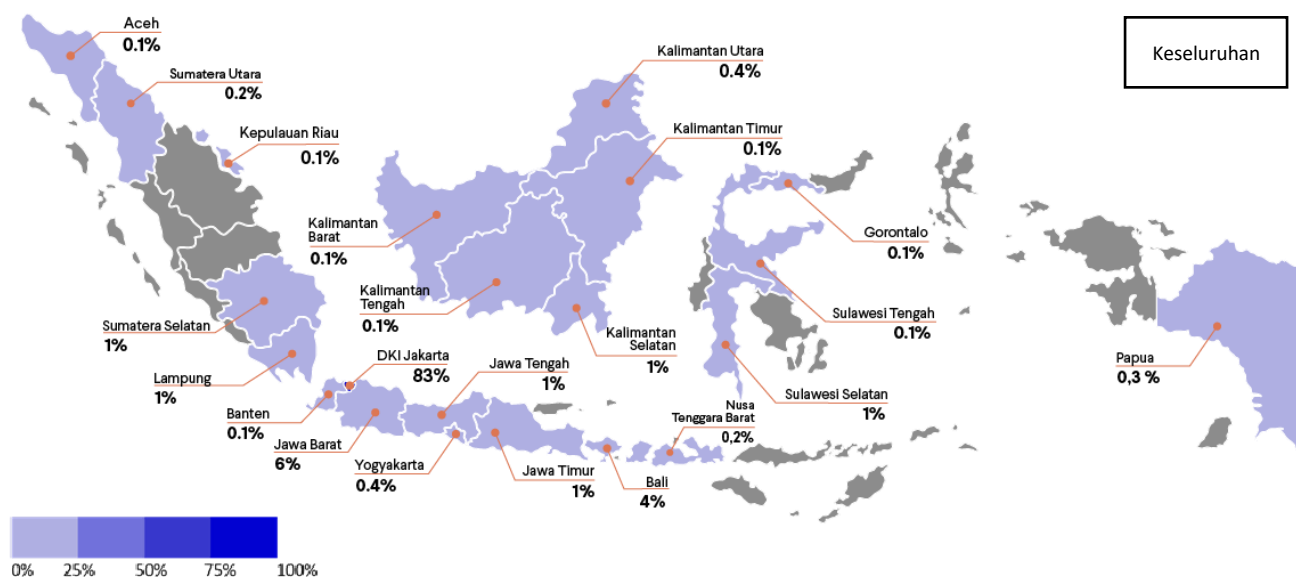 Keseluruhan
Aceh
0.1%
Sumatera Utara
0.2%
Kepulauan Riau
0.1%
Kalimantan Utara
0.4%
Kalimantan Timur
0.1%
Kalimantan
Barat
0.1%
Kalimantan
Tengah
0.1%
Kalimantan
Selatan
1%
Gorontalo
0.1%
Sulawesi Tengah
0.1%
Sulawesi Selatan
1%
Papua
0,3 %
Sumatera Selatan
1%
Lampung
1%
DKI Jakarta
83%
Banten
0.1%
Jawa Barat
6%
Jawa Tengah
1%
Yogyakarta
0.4%
Jawa Timur
1%
Bali
4%
Nusa
Tenggara Barat
0,2%
0% 25% 50% 75% 100%